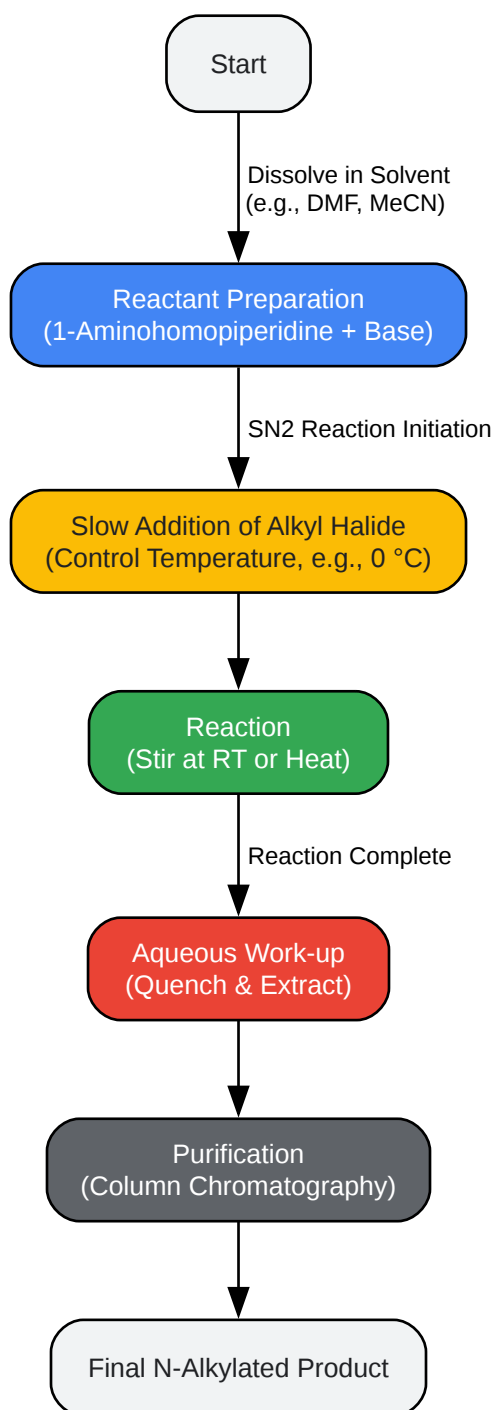 Start
Dissolve in Solvent
(e.g., DMF, MeCN)
Reactant Preparation
(1-Aminohomopiperidine + Base)
SN2 Reaction Initiation
Slow Addition of Alkyl Halide
(Control Temperature, e.g., 0 °C)
Reaction
(Stir at RT or Heat)
Reaction Complete
Aqueous Work-up
(Quench & Extract)
Purification
(Column Chromatography)
Final N-Alkylated Product